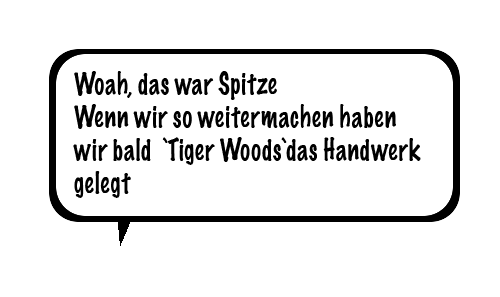 Woah, das war Spitze
Wenn wir so weitermachen haben
wir bald `Tiger Woods`das Handwerk
gelegt